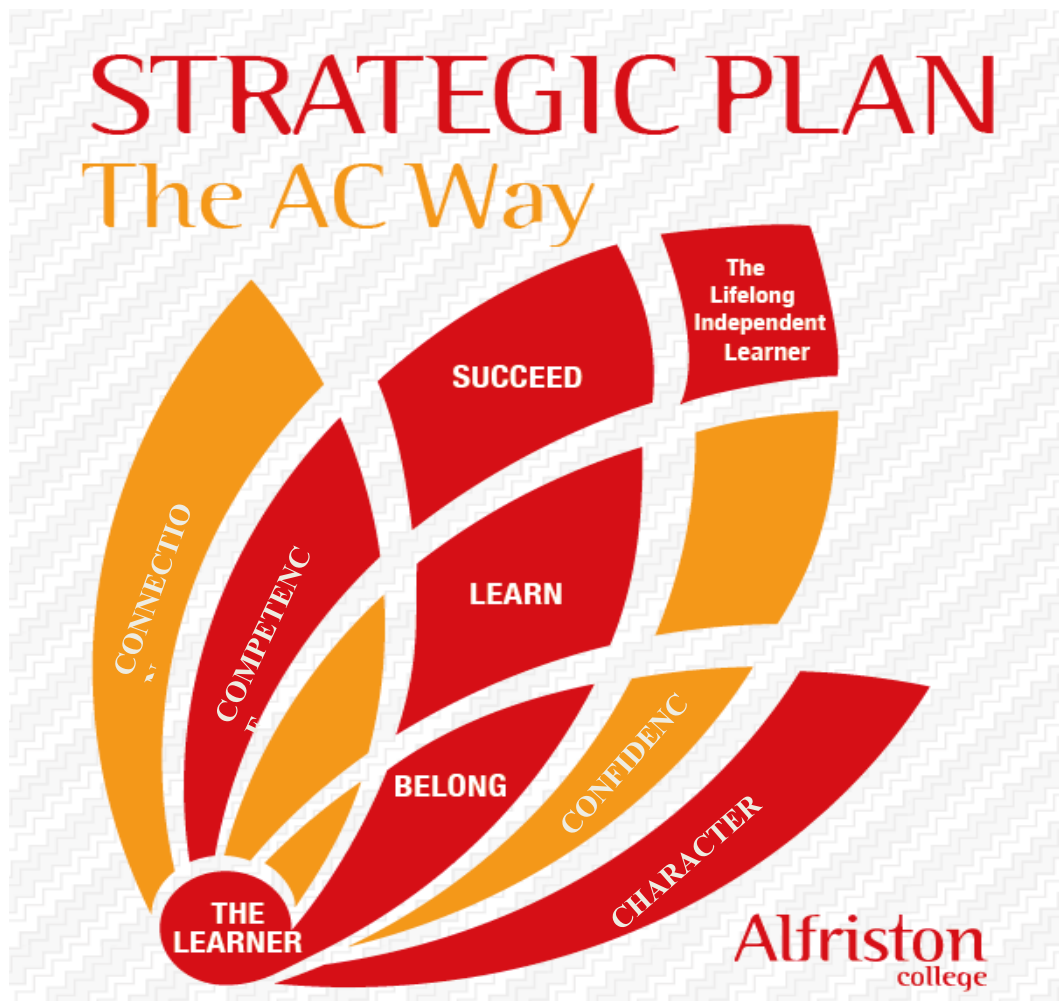 STRATEGIC PLAN
The AC Way
The
Lifelong
Independent
Learner
SUCCEED
LEARN
BELONG
CONNECTIO
N
COMPETENC
E
CONFIDENC
CHARACTER
THE
LEARNER
Alfriston
college